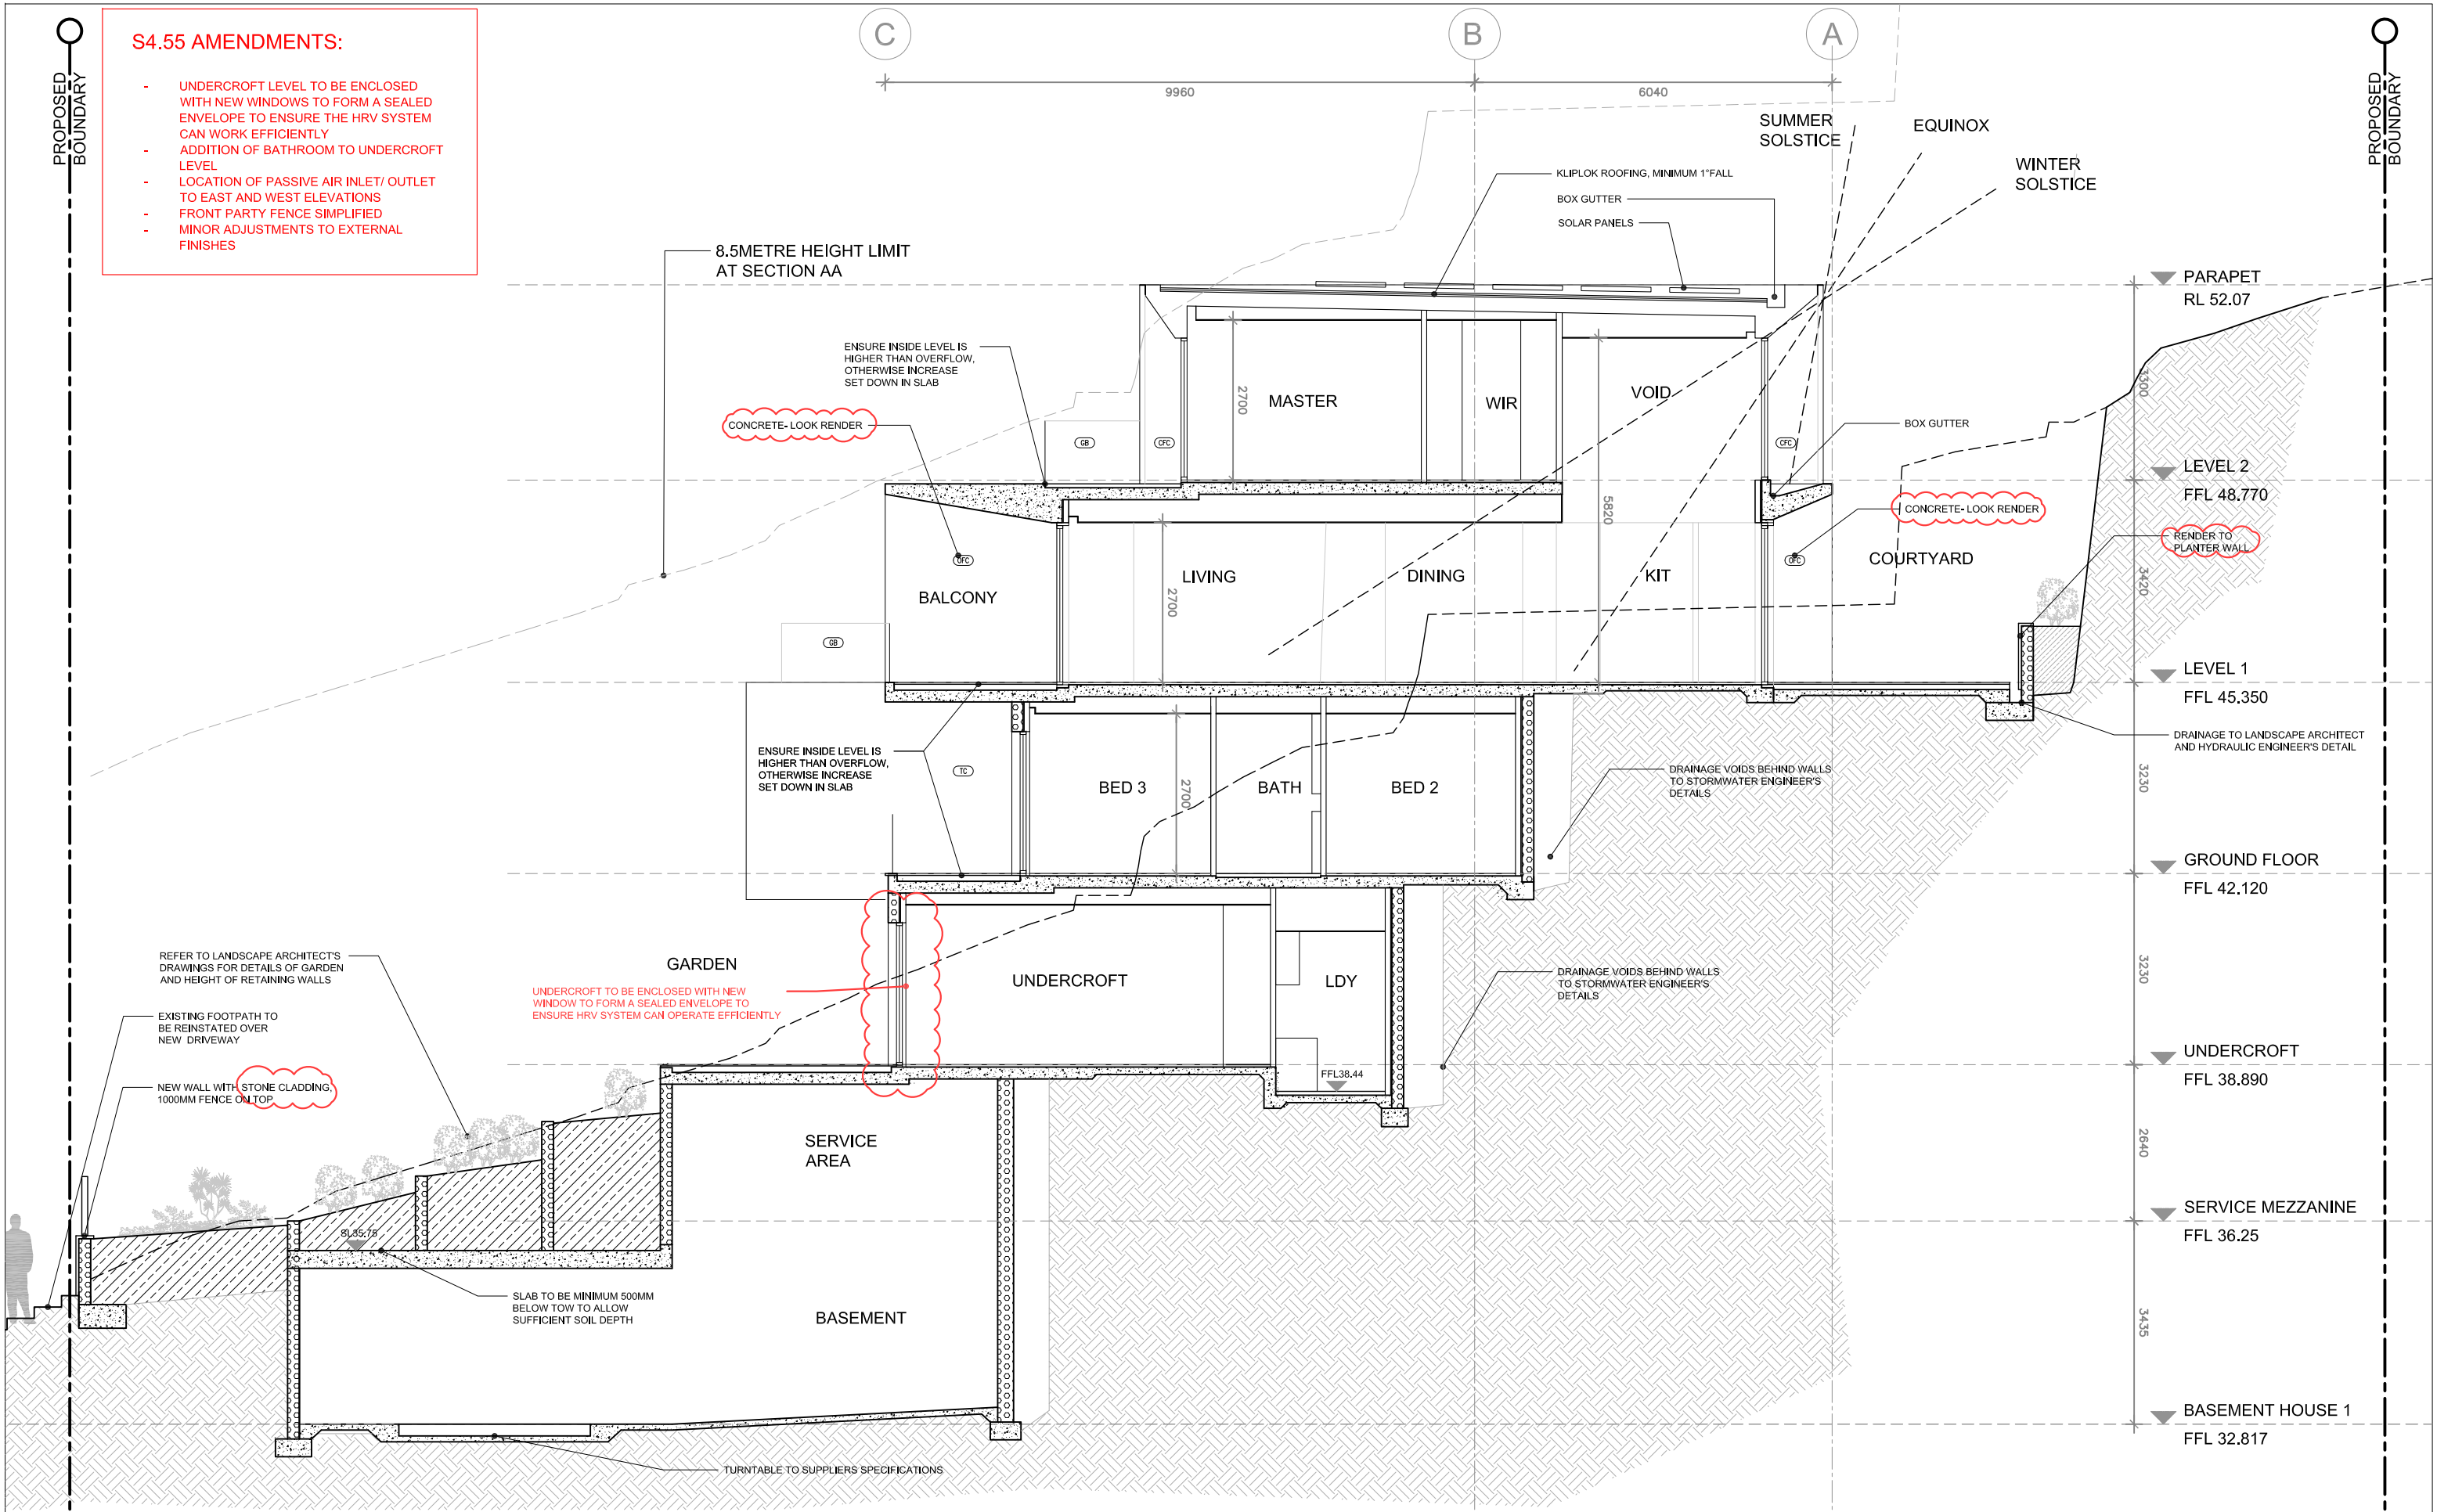 S4.55 AMENDMENTS:
- UNDERCROFT LEVEL TO BE ENCLOSED
WITH NEW WINDOWS TO FORM A SEALED
ENVELOPE TO ENSURE THE HRV SYSTEM
CAN WORK EFFICIENTLY
- ADDITION OF BATHROOM TO UNDERCROFT
LEVEL
- LOCATION OF PASSIVE AIR INLET/ OUTLET
TO EAST AND WEST ELEVATIONS
- FRONT PARTY FENCE SIMPLIFIED
- MINOR ADJUSTMENTS TO EXTERNAL
FINISHES
PROPOSED
BOUNDARY
C
B
A
9960
6040
PROPOSED
BOUNDARY
SUMMER
SOLSTICE
EQUINOX
WINTER
SOLSTICE
KLIPLOK ROOFING, MINIMUM 1°FALL
BOX GUTTER
SOLAR PANELS
8.5METRE HEIGHT LIMIT
AT SECTION AA
PARAPET
RL 52.07
3300
ENSURE INSIDE LEVEL IS
HIGHER THAN OVERFLOW,
OTHERWISE INCREASE
SET DOWN IN SLAB
CONCRETE- LOOK RENDER
GB
CFC
2700
MASTER
WIR
VOID
CFC
BOX GUTTER
LEVEL 2
FFL 48.770
5820
CONCRETE- LOOK RENDER
RENDER TO
PLANTER WALL
CFC
BALCONY
LIVING
DINING
KIT
CFC
COURTYARD
2700
3420
GB
LEVEL 1
FFL 45.350
DRAINAGE TO LANDSCAPE ARCHITECT
AND HYDRAULIC ENGINEER'S DETAIL
ENSURE INSIDE LEVEL IS
HIGHER THAN OVERFLOW,
OTHERWISE INCREASE
SET DOWN IN SLAB
TC
BED 3
2700
BATH
BED 2
DRAINAGE VOIDS BEHIND WALLS
TO STORMWATER ENGINEER'S
DETAILS
3230
GROUND FLOOR
FFL 42.120
REFER TO LANDSCAPE ARCHITECT'S
DRAWINGS FOR DETAILS OF GARDEN
AND HEIGHT OF RETAINING WALLS
GARDEN
UNDERCROFT TO BE ENCLOSED WITH NEW
WINDOW TO FORM A SEALED ENVELOPE TO
ENSURE HRV SYSTEM CAN OPERATE EFFICIENTLY
UNDERCROFT
LDY
DRAINAGE VOIDS BEHIND WALLS
TO STORMWATER ENGINEER'S
DETAILS
3230
EXISTING FOOTPATH TO
BE REINSTATED OVER
NEW DRIVEWAY
UNDERCROFT
FFL 38.890
FFL38.44
NEW WALL WITH STONE CLADDING,
1000MM FENCE ON TOP
SERVICE
AREA
2640
SERVICE MEZZANINE
FFL 36.25
SL35.75
SLAB TO BE MINIMUM 500MM
BELOW TOW TO ALLOW
SUFFICIENT SOIL DEPTH
BASEMENT
3435
BASEMENT HOUSE 1
FFL 32.817
TURNTABLE TO SUPPLIERS SPECIFICATIONS